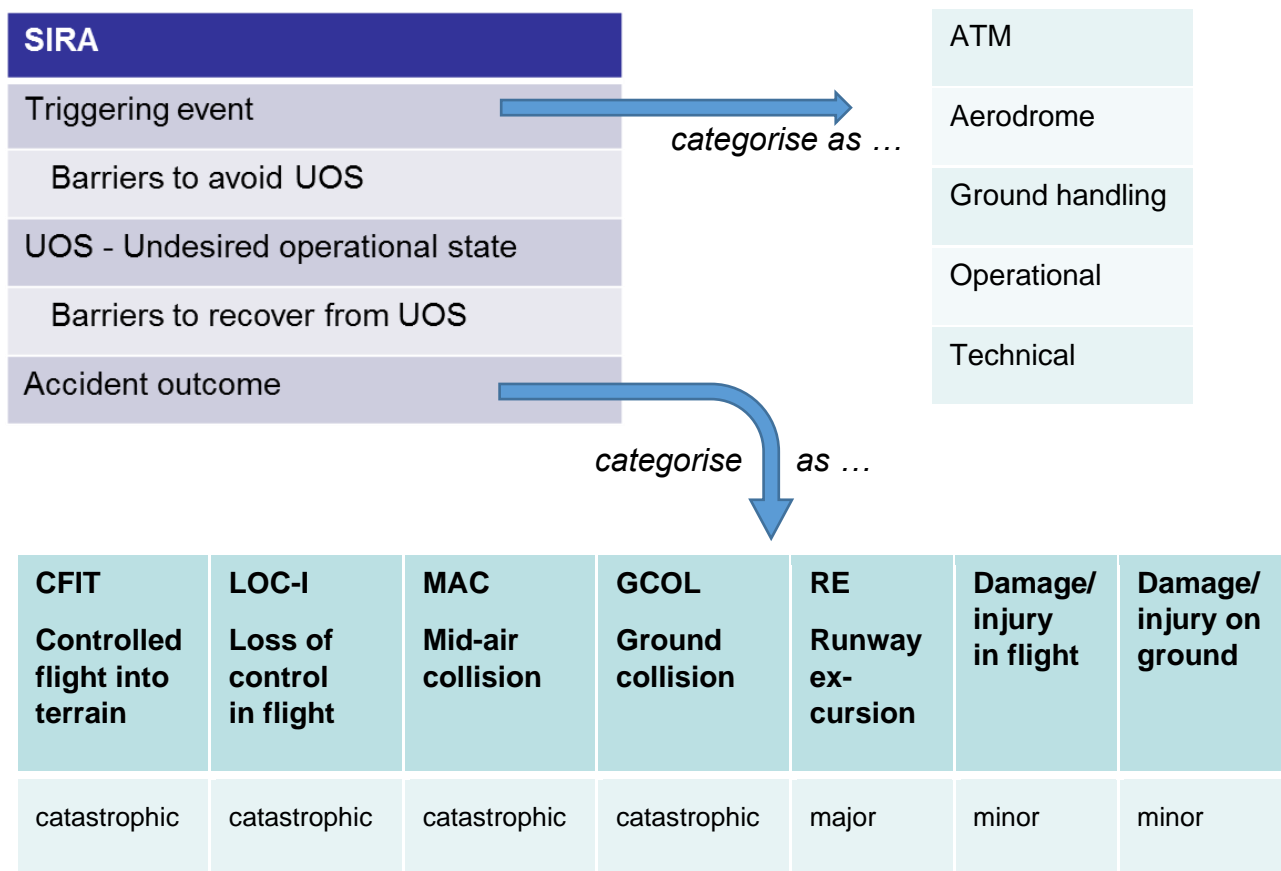 SIRA
Triggering event
Barriers to avoid UOS
UOS - Undesired operational state
Barriers to recover from UOS
Accident outcome
categorise as …
ATM
Aerodrome
Ground handling
Operational
Technical
categorise as …
CFIT
Controlled
flight into
terrain
LOC-I
Loss of
control
in flight
MAC
Mid-air
collision
GCOL
Ground
collision
RE
Runway
ex-
cursion
Damage/
injury
in flight
Damage/
injury on
ground
catastrophic
catastrophic
catastrophic
catastrophic
major
minor
minor